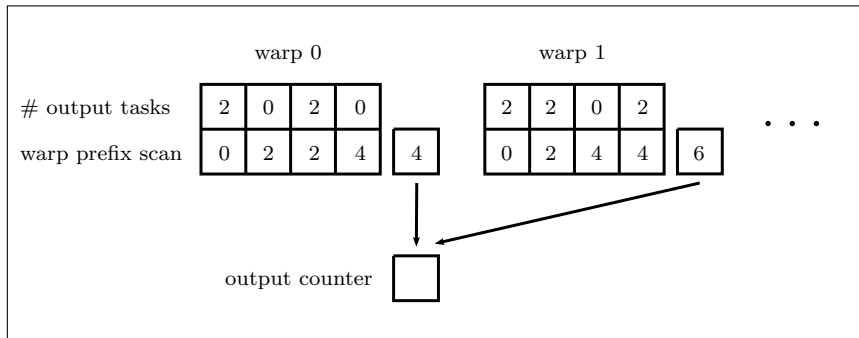 warp 0 warp 1
# output tasks 2 0 2 0 2 2 0 2 . . .
warp prefix scan 0 2 2 4 4 0 2 4 4 6
output counter